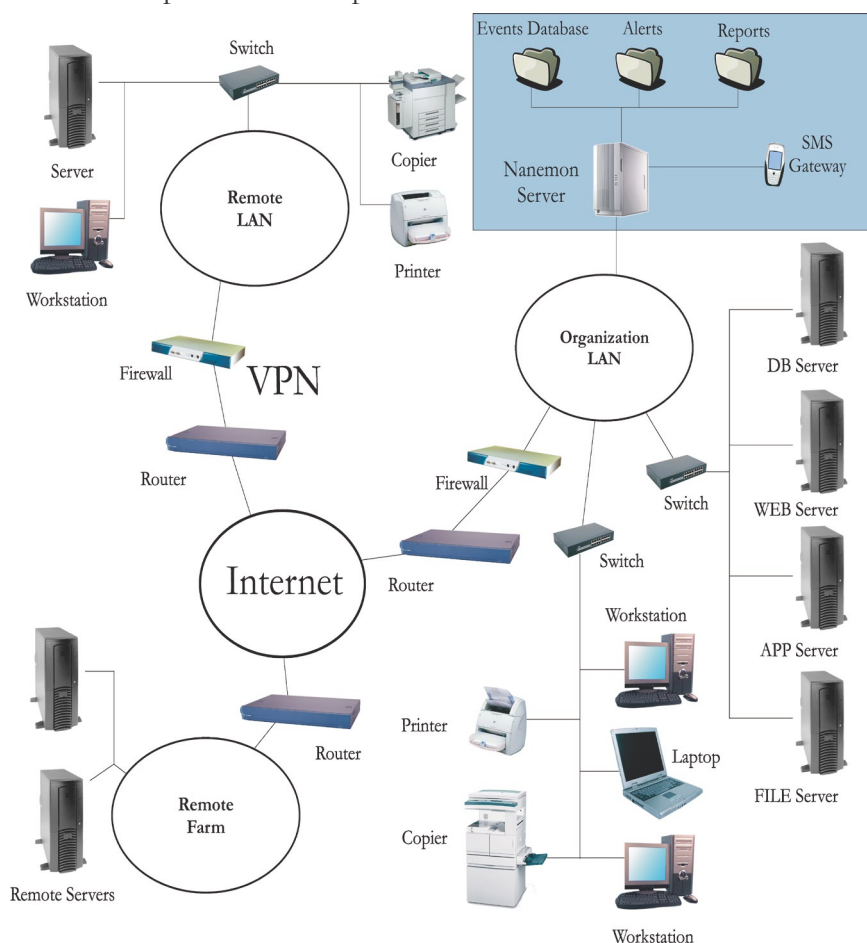 Events Database
Alerts
Reports
Switch
Server
Copier
Nanemon
Server
SMS
Gateway
Remote
LAN
Workstation
Printer
Organization
LAN
DB Server
Firewall
VPN
Router
Firewall
Switch
WEB Server
Internet
Router
Switch
Workstation
APP Server
Printer
Router
Laptop
FILE Server
Remote
Farm
Copier
Remote Servers
Workstation